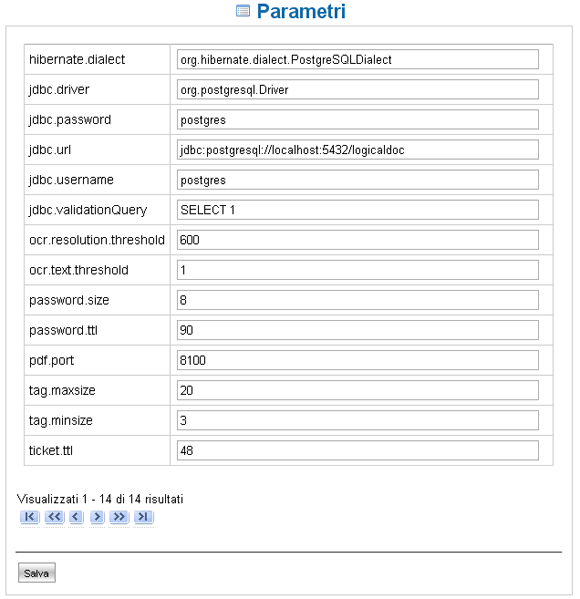 Parametri
hibernate.dialect org.hibernate.dialect.PostgreSQLDialect
jdbc.driver org.postgresql.Driver
jdbc.password postgres
jdbc.url jdbc:postgresql://localhost:5432/logicaldoc
jdbc.username postgres
jdbc.validationQuery SELECT 1
ocr.resolution.threshold 600
ocr.text.threshold 1
password.size 8
password.ttl 90
pdf.port 8100
tag.maxsize 20
tag.minsize 3
ticket.ttl 48
Visualizzati 1 - 14 di 14 risultati
Salva